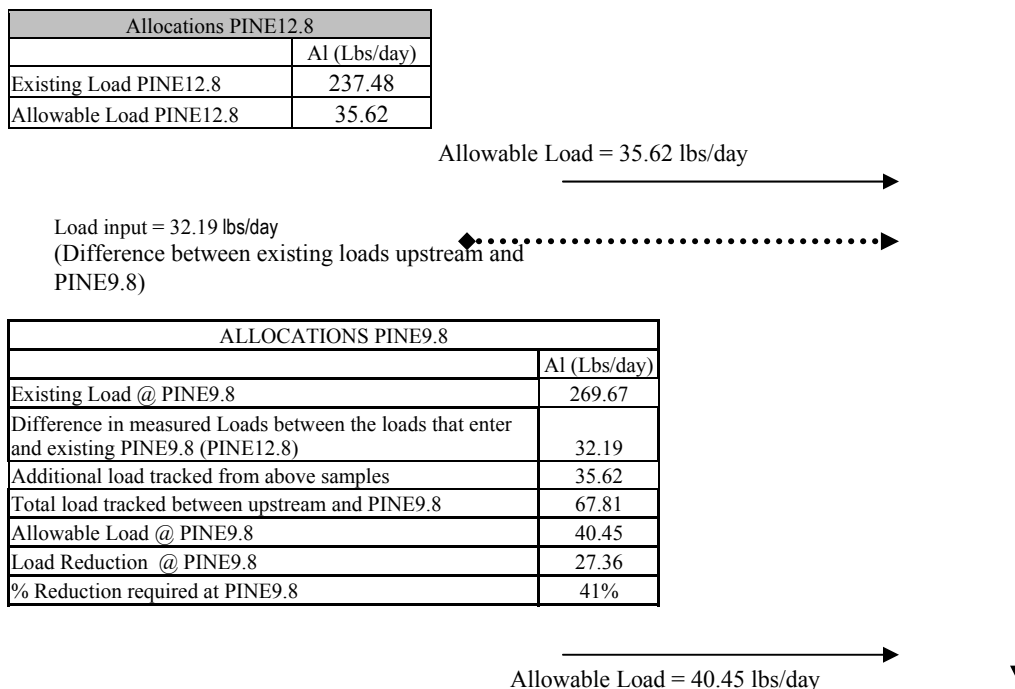 Allocations PINE12.8
Al (Lbs/day)
Existing Load PINE12.8 237.48
Allowable Load PINE12.8 35.62
Allowable Load = 35.62 lbs/day
Load input = 32.19 lbs/day
(Difference between existing loads upstream and
PINE9.8)
ALLOCATIONS PINE9.8
Al (Lbs/day)
Existing Load @ PINE9.8 269.67
Difference in measured Loads between the loads that enter
and existing PINE9.8 (PINE12.8) 32.19
Additional load tracked from above samples 35.62
Total load tracked between upstream and PINE9.8 67.81
Allowable Load @ PINE9.8 40.45
Load Reduction @ PINE9.8 27.36
% Reduction required at PINE9.8 41%
Allowable Load = 40.45 lbs/day